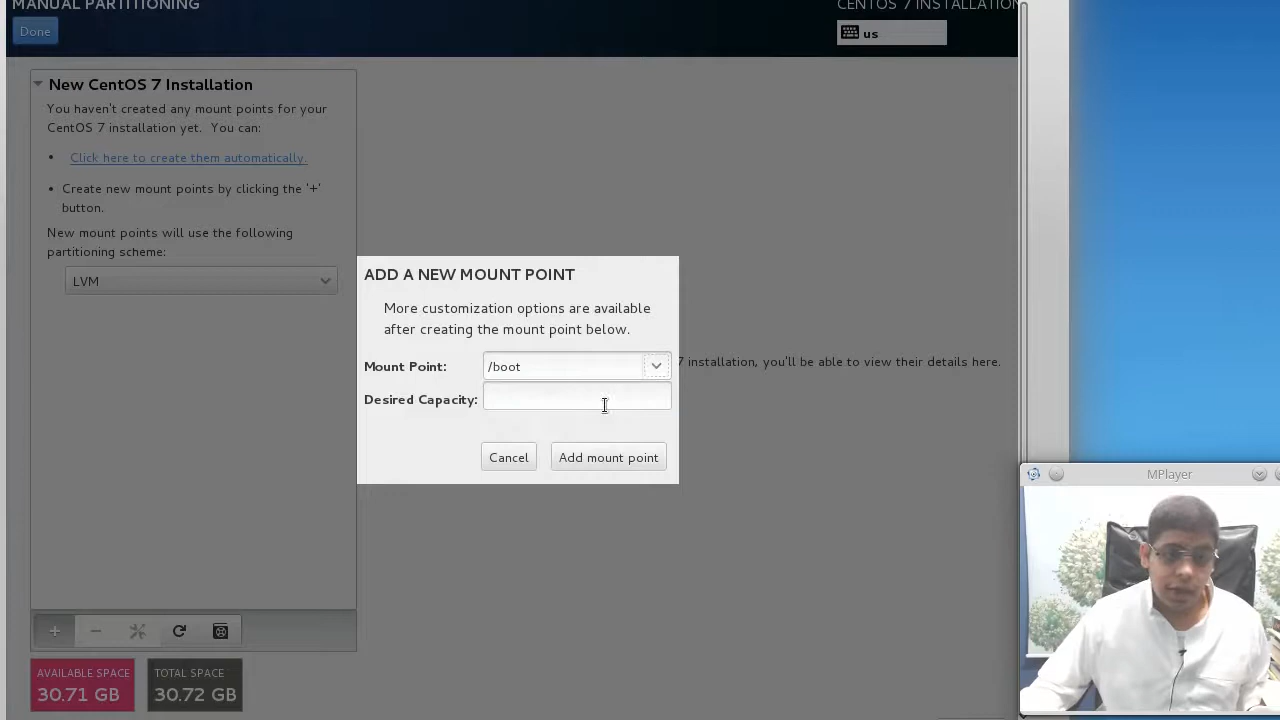 MANUAL PARTITIONING
CENTOS 7 INSTALLATION
Done
us
New CentOS 7 Installation
You haven't created any mount points for your
CentOS 7 installation yet. You can:
• Click here to create them automatically.
• Create new mount points by clicking the '+'
button.
New mount points will use the following
partitioning scheme:
LVM
ADD A NEW MOUNT POINT
More customization options are available
after creating the mount point below.
Mount Point:
/boot
7 installation, you'll be able to view their details here.
Desired Capacity:
Cancel
Add mount point
MPlayer
AVAILABLE SPACE
30.71 GB
TOTAL SPACE
30.72 GB